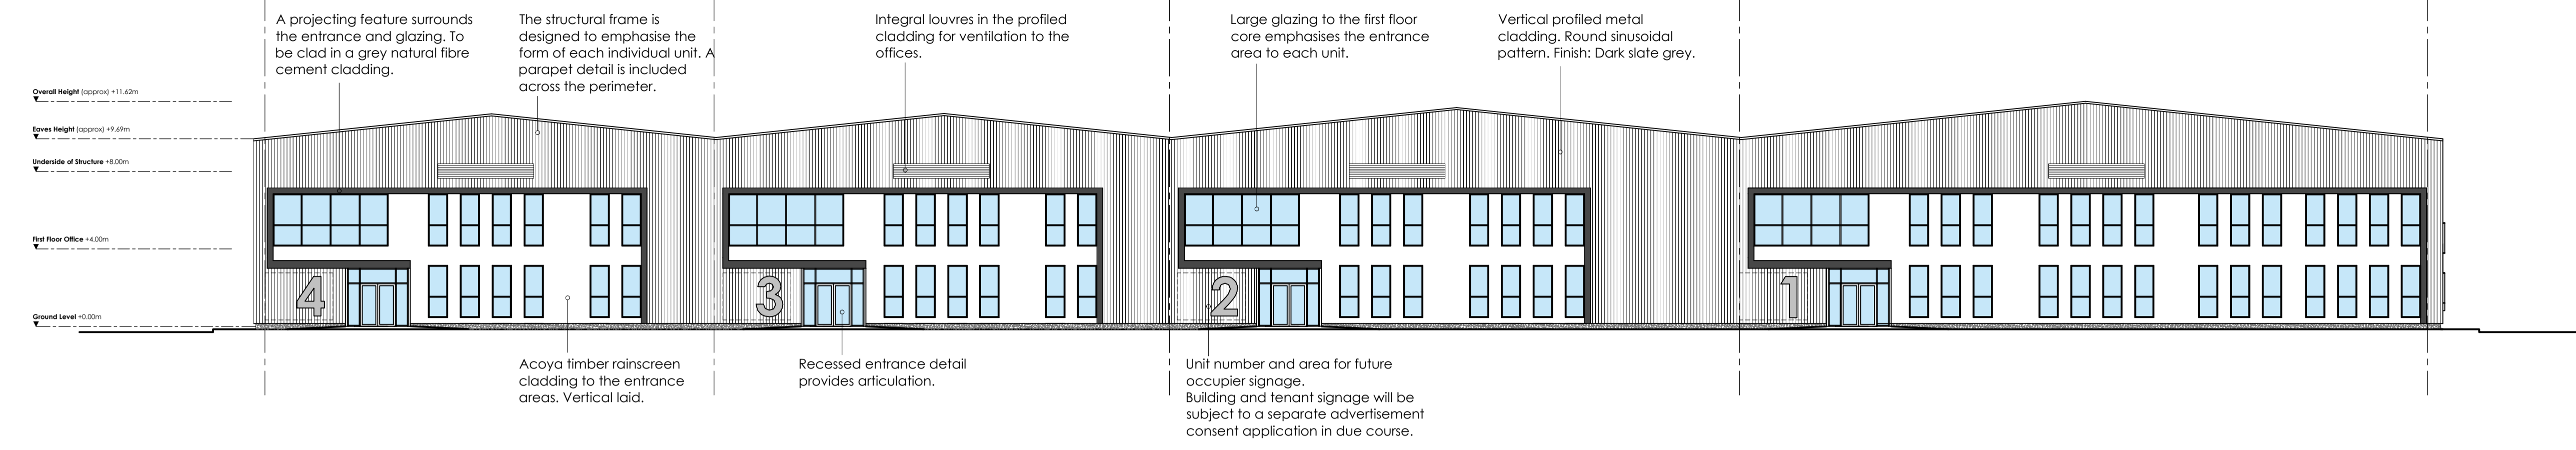 A projecting feature surrounds
the entrance and glazing. To
be clad in a grey natural fibre
cement cladding.
The structural frame is
designed to emphasise the
form of each individual unit. A
parapet detail is included
across the perimeter.
Integral louvres in the profiled
cladding for ventilation to the
offices.
Large glazing to the first floor
core emphasises the entrance
area to each unit.
Vertical profiled metal
cladding. Round sinusoidal
pattern. Finish: Dark slate grey.
Overall Height (approx) +11.62m
Eaves Height (approx) +9.69m
Underside of Structure +8.00m
First Floor Office +4.00m
Ground Level +0.00m
4
3
2
1
Acoya timber rainscreen
cladding to the entrance
areas. Vertical laid.
Recessed entrance detail
provides articulation.
Unit number and area for future
occupier signage.
Building and tenant signage will be
subject to a separate advertisement
consent application in due course.